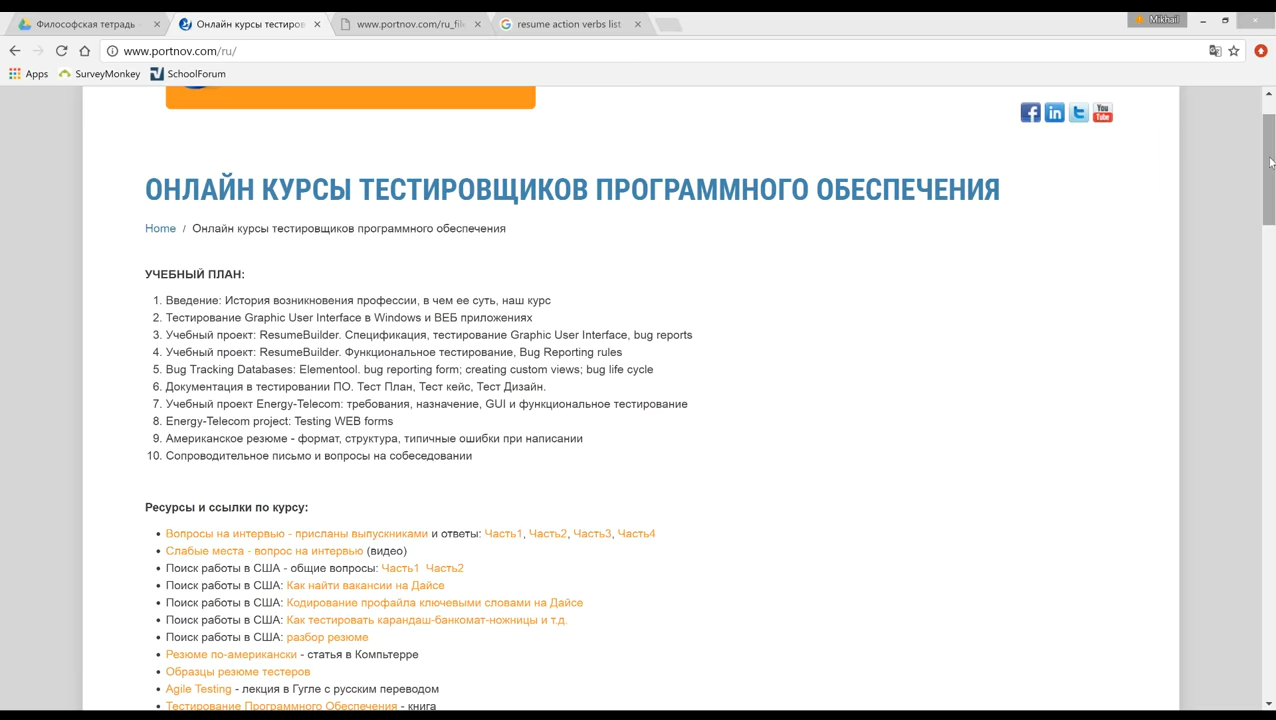 Философская тетрадь
Онлайн курсы тестиров
www.portnov.com/ru_file
resume action verbs list
Mikhail
www.portnov.com/ru/
Apps
SurveyMonkey
SchoolForum
You Tube
ОНЛАЙН КУРСЫ ТЕСТИРОВЩИКОВ ПРОГРАММНОГО ОБЕСПЕЧЕНИЯ
Home / Онлайн курсы тестировщиков программного обеспечения
УЧЕБНЫЙ ПЛАН:
1. Введение: История возникновения профессии, в чем ее суть, наш курс
2. Тестирование Graphic User Interface в Windows и ВЕБ приложениях
3. Учебный проект: ResumeBuilder. Спецификация, тестирование Graphic User Interface, bug reports
4. Учебный проект: ResumeBuilder. Функциональное тестирование, Bug Reporting rules
5. Bug Tracking Databases: Elementool. bug reporting form; creating custom views; bug life cycle
6. Документация в тестировании ПО. Тест План, Тест кейс, Тест Дизайн.
7. Учебный проект Energy-Telecom: требования, назначение, GUI и функциональное тестирование
8. Energy-Telecom project: Testing WEB forms
9. Американское резюме - формат, структура, типичные ошибки при написании
10. Сопроводительное письмо и вопросы на собеседовании
Ресурсы и ссылки по курсу:
• Вопросы на интервью - присланы выпускниками и ответы: Часть1, Часть2, Часть3, Часть4
• Слабые места - вопрос на интервью (видео)
• Поиск работы в США - общие вопросы: Часть1 Часть2
• Поиск работы в США: Как найти вакансии на Дайсе
• Поиск работы в США: Кодирование профайла ключевыми словами на Дайсе
• Поиск работы в США: Как тестировать карандаш-банкомат-ножницы и т.д.
• Поиск работы в США: разбор резюме
• Резюме по-американски - статья в Компьтерре
• Образцы резюме тестеров
• Agile Testing - лекция в Гугле с русским переводом
• Тестирование Программного Обеспечения - книга